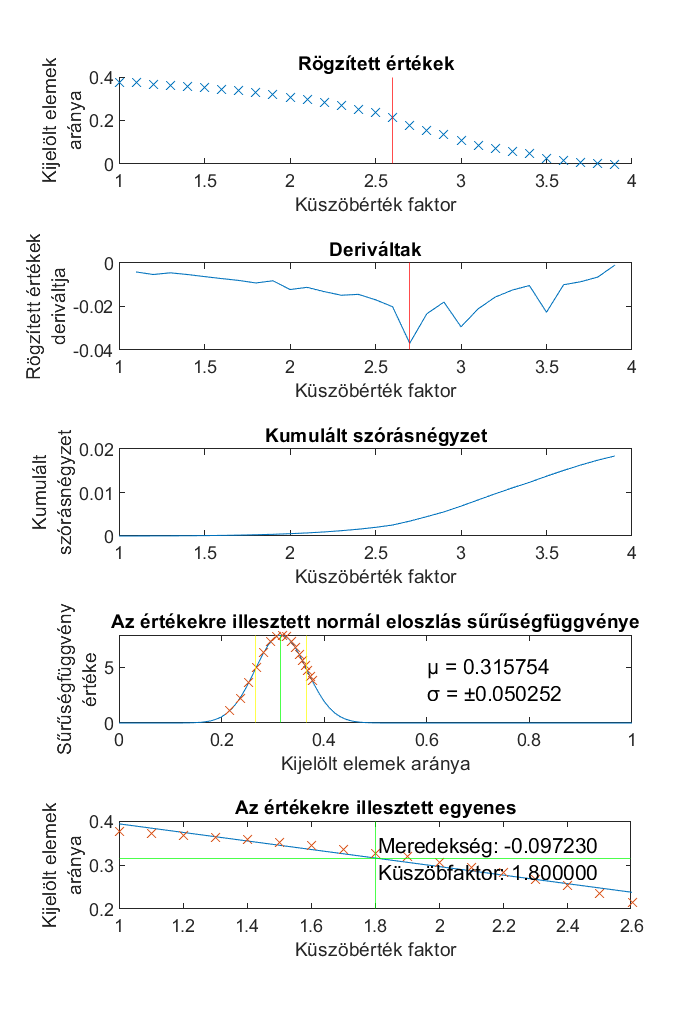 Rögzített értékek
Kijelölt elemek
aránya
0.4
0.2
0
1 1.5 2 2.5 3 3.5 4
Küszöbérték faktor
Deriváltak
Rögzített értékek
deriváltja
0
-0.02
-0.04
1 1.5 2 2.5 3 3.5 4
Küszöbérték faktor
Kumulált szórásnégyzet
Kumulált
szórásnégyzet
0.02
0.01
0
1 1.5 2 2.5 3 3.5 4
Küszöbérték faktor
Az értékekre illesztett normál eloszlás sűrűségfüggvénye
Sűrűségfüggvény
értéke
5
0
μ = 0.315754
σ = ±0.050252
0 0.2 0.4 0.6 0.8 1
Kijelölt elemek aránya
Az értékekre illesztett egyenes
Kijelölt elemek
aránya
0.4
0.3
0.2
Meredekség: -0.097230
Küszöbfaktor: 1.800000
1 1.2 1.4 1.6 1.8 2 2.2 2.4 2.6
Küszöbérték faktor